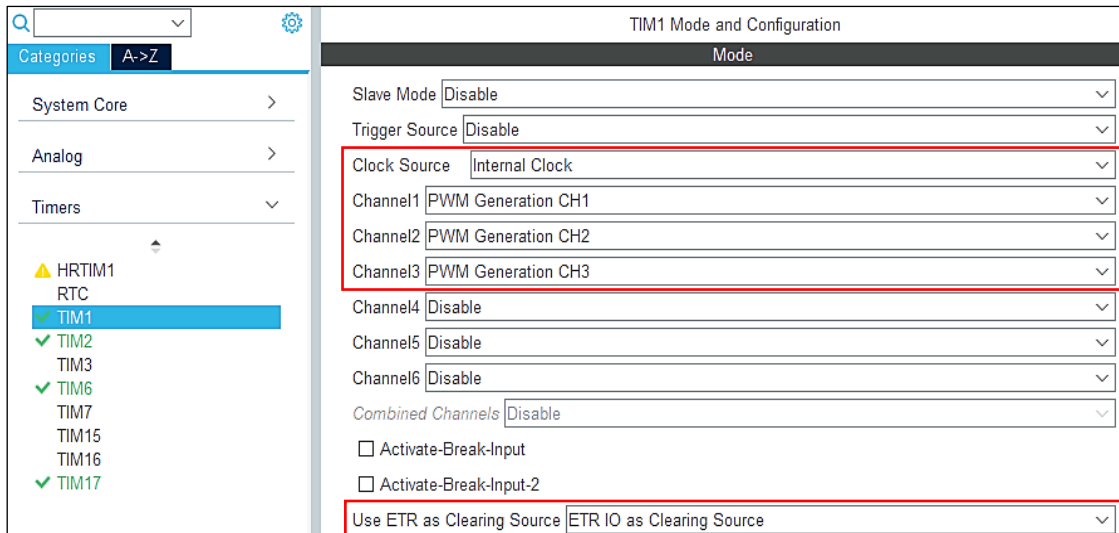 Categories
A->Z
System Core
Analog
Timers
HRTIM1
RTC
TIM1
TIM2
TIM3
TIM6
TIM7
TIM15
TIM16
TIM17
TIM1 Mode and Configuration
Mode
Slave Mode Disable
Trigger Source Disable
Clock Source Internal Clock
Channel1 PWM Generation CH1
Channel2 PWM Generation CH2
Channel3 PWM Generation CH3
Channel4 Disable
Channel5 Disable
Channel6 Disable
Combined Channels Disable
Activate-Break-Input
Activate-Break-Input-2
Use ETR as Clearing Source ETR IO as Clearing Source